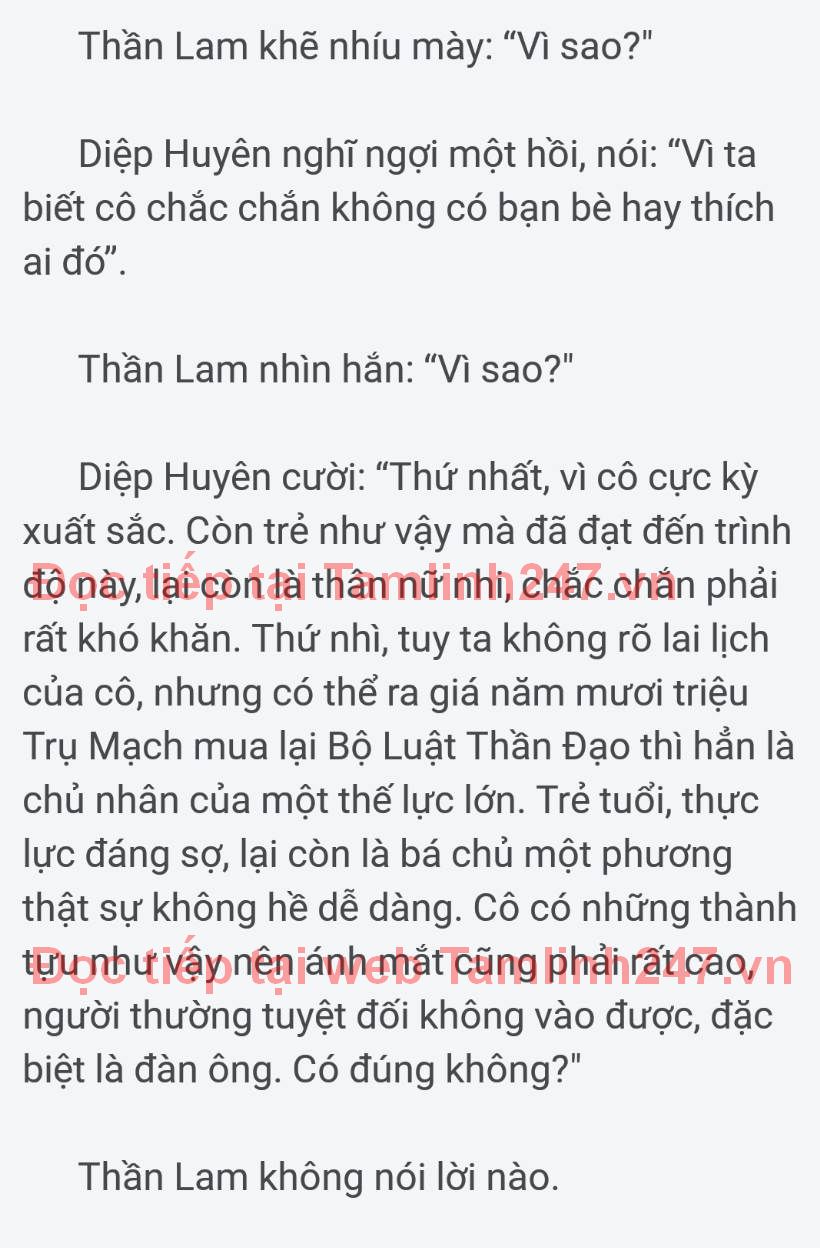 Thần Lam khẽ nhíu mày: “Vì sao?"
Diệp Huyên nghĩ ngợi một hồi, nói: “Vì ta
biết cô chắc chắn không có bạn bè hay thích
ai đó”.
Thần Lam nhìn hắn: “Vì sao?"
Diệp Huyên cười: “Thứ nhất, vì cô cực kỳ
xuất sắc. Còn trẻ như vậy mà đã đạt đến trình
độ này, lại còn là thân nữ nhi, chắc chắn phải
Đọc tiếp tại Tamlinh247.vn
rất khó khăn. Thứ nhì, tuy ta không rõ lai lịch
của cô, nhưng có thể ra giá năm mươi triệu
Trụ Mạch mua lại Bộ Luật Thần Đạo thì hẳn là
chủ nhân của một thế lực lớn. Trẻ tuổi, thực
lực đáng sợ, lại còn là bá chủ một phương
thật sự không hề dễ dàng. Cô có những thành
tựu như vậy nên ánh mắt cũng phải rất cao,
Đọc tiếp tại web Tamlinh247.vn
người thường tuyệt đối không vào được, đặc
biệt là đàn ông. Có đúng không?"
Thần Lam không nói lời nào.